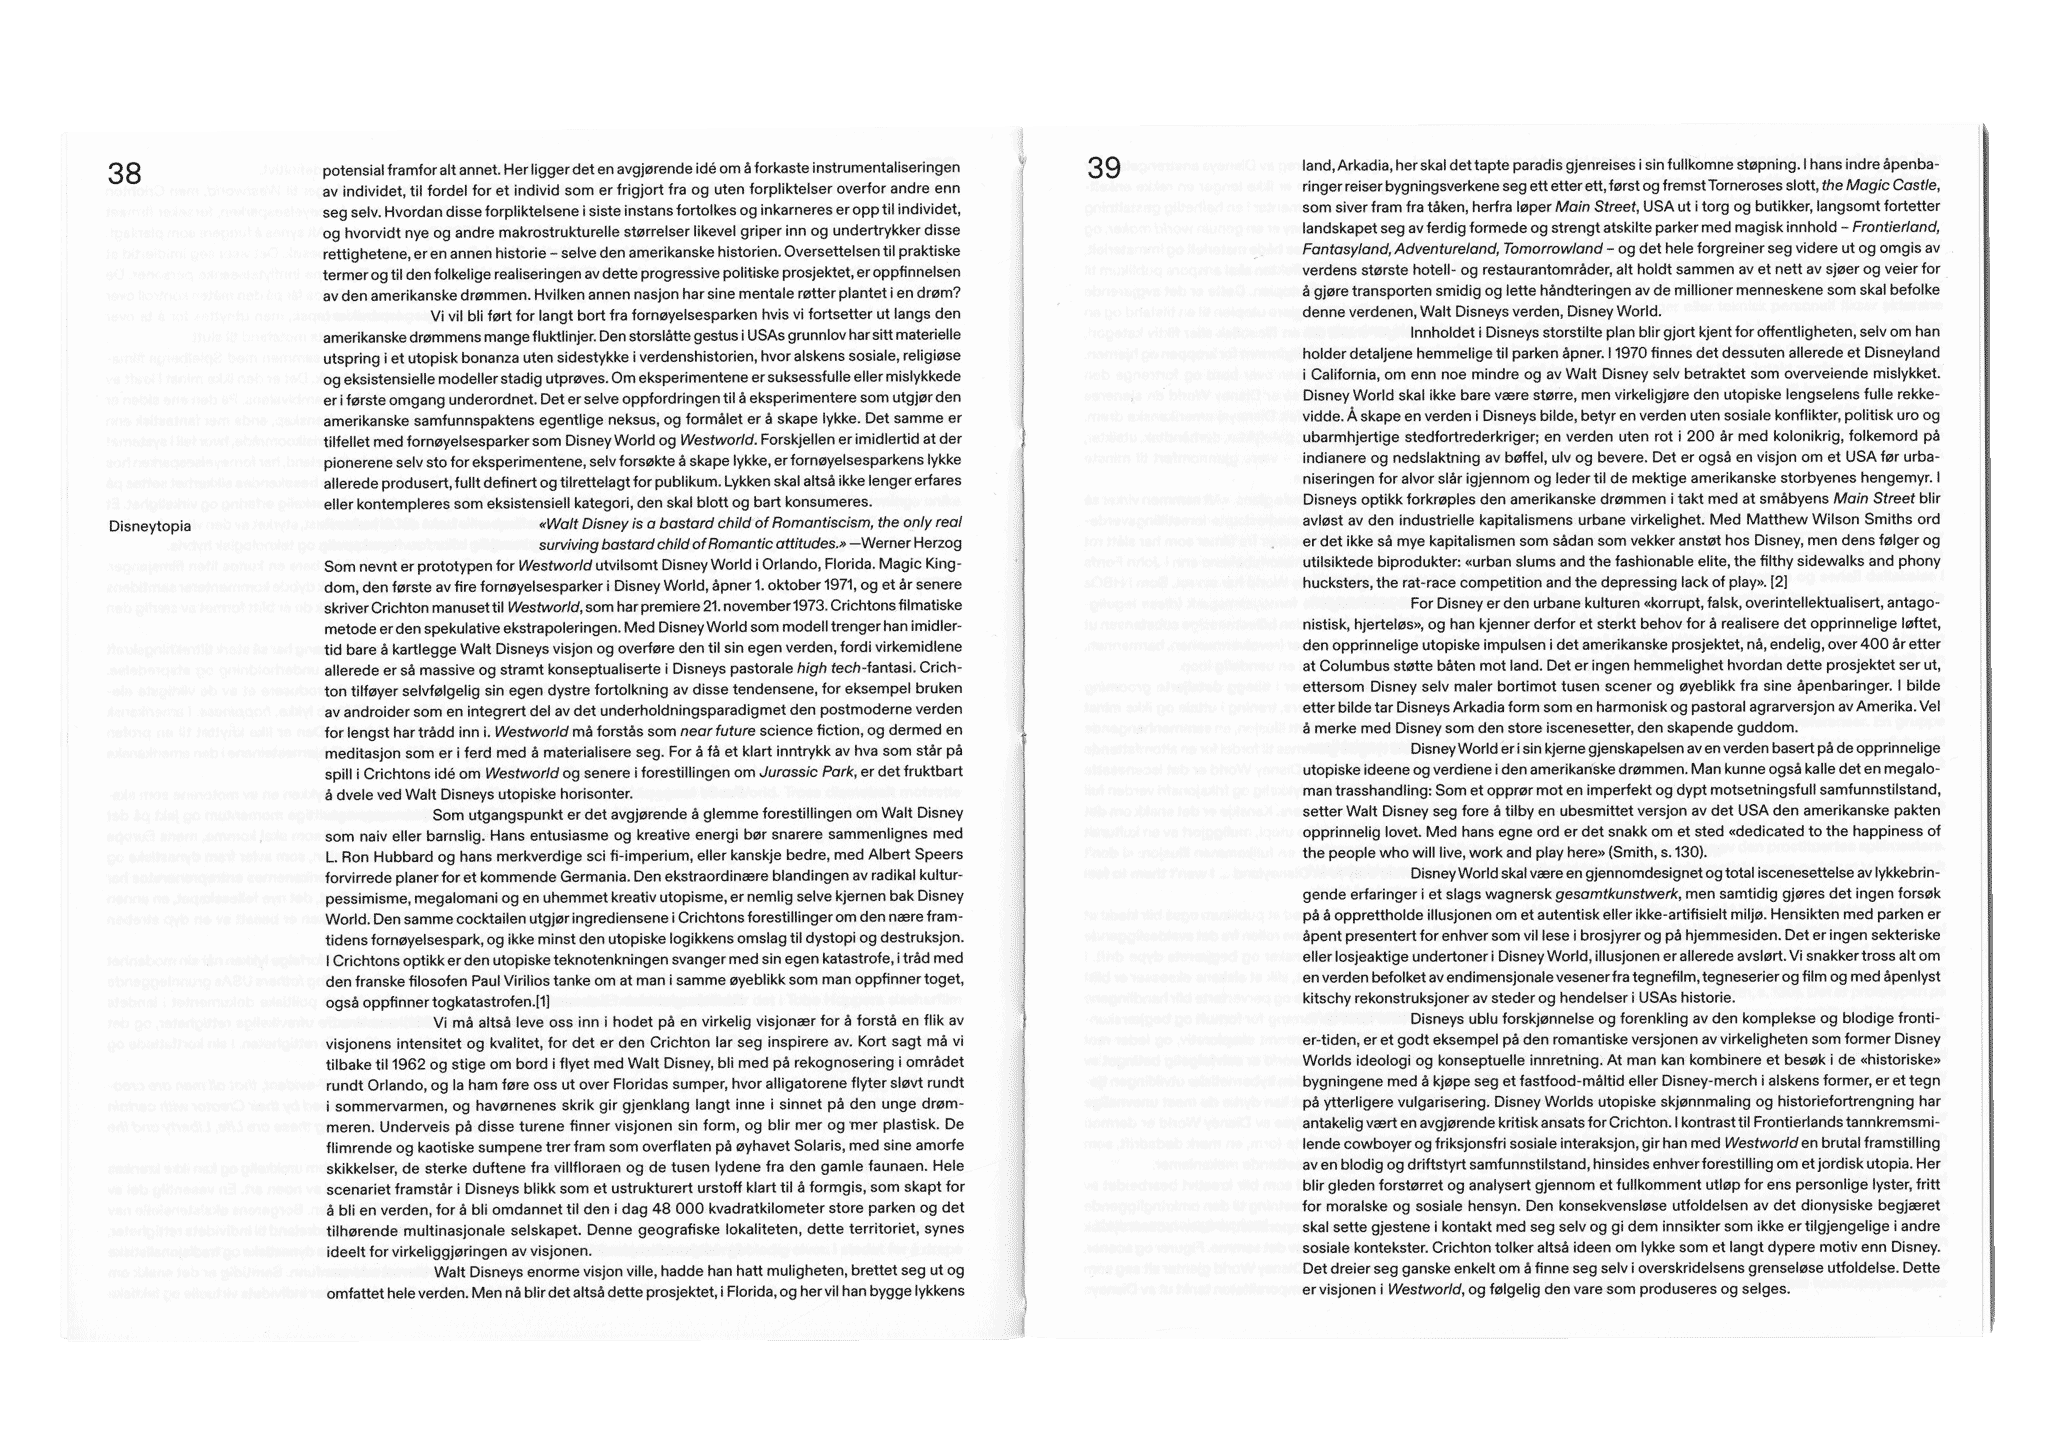 38
potensial framfor alt annet. Her ligger det en avgjørende idé om å forkaste instrumentaliseringen
av individet, til fordel for et individ som er frigjort fra og uten forpliktelser overfor andre enn
seg selv. Hvordan disse forpliktelsene i siste instans fortolkes og inkarneres er opp til individet,
og hvorvidt nye og andre makrostrukturelle størrelser likevel griper inn og undertrykker disse
rettighetene, er en annen historie – selve den amerikanske historien. Oversettelsen til praktiske
termer og til den folkelige realiseringen av dette progressive politiske prosjektet, er oppfinnelsen
av den amerikanske drømmen. Hvilken annen nasjon har sine mentale røtter plantet i en drøm?
Vi vil bli ført for langt bort fra fornøyelsesparken hvis vi fortsetter ut langs den
amerikanske drømmens mange fluktlinjer. Den storslåtte gestus i USAs grunnlov har sitt materielle
utspring i et utopisk bonanza uten sidestykke i verdenshistorien, hvor alskens sosiale, religiøse
og eksistensielle modeller stadig utprøves. Om eksperimentene er suksessfulle eller mislykkede
er i første omgang underordnet. Det er selve oppfordringen til å eksperimentere som utgjør den
amerikanske samfunnspaktens egentlige neksus, og formålet er å skape lykke. Det samme er
tilfellet med fornøyelsesparker som Disney World og Westworld. Forskjellen er imidlertid at der
pionerene selv sto for eksperimentene, selv forsøkte å skape lykke, er fornøyelsesparkens lykke
allerede produsert, fullt definert og tilrettelagt for publikum. Lykken skal altså ikke lenger erfares
eller kontempleres som eksistensiell kategori, den skal blott og bart konsumeres.
Disneytopia
«Walt Disney is a bastard child of Romantiscism, the only real
surviving bastard child of Romantic attitudes.» —Werner Herzog
Som nevnt er prototypen for Westworld utvilsomt Disney World i Orlando, Florida. Magic King-
dom, den første av fire fornøyelsesparker i Disney World, åpner 1. oktober 1971, og et år senere
skriver Crichton manuset til Westworld, som har premiere 21. november 1973. Crichtons filmatiske
metode er den spekulative ekstrapoleringen. Med Disney World som modell trenger han imidler-
tid bare å kartlegge Walt Disneys visjon og overføre den til sin egen verden, fordi virkemidlene
allerede er så massive og stramt konseptualiserte i Disneys pastorale high tech-fantasi. Crich-
ton tilføyer selvfølgelig sin egen dystre fortolkning av disse tendensene, for eksempel bruken
av androider som en integrert del av det underholdningsparadigmet den postmoderne verden
for lengst har trådd inn i. Westworld må forstås som near future science fiction, og dermed en
meditasjon som er i ferd med å materialisere seg. For å få et klart inntrykk av hva som står på
spill i Crichtons idé om Westworld og senere i forestillingen om Jurassic Park, er det fruktbart
å dvele ved Walt Disneys utopiske horisonter.
Som utgangspunkt er det avgjørende å glemme forestillingen om Walt Disney
som naiv eller barnslig. Hans entusiasme og kreative energi bør snarere sammenlignes med
L. Ron Hubbard og hans merkverdige sci fi-imperium, eller kanskje bedre, med Albert Speers
forvirrede planer for et kommende Germania. Den ekstraordinære blandingen av radikal kultur-
pessimisme, megalomani og en uhemmet kreativ utopisme, er nemlig selve kjernen bak Disney
World. Den samme cocktailen utgjør ingrediensene i Crichtons forestillinger om den nære fram-
tidens fornøyelsespark, og ikke minst den utopiske logikkens omslag til dystopi og destruksjon.
I Crichtons optikk er den utopiske teknotenkningen svanger med sin egen katastrofe, i tråd med
den franske filosofen Paul Virilios tanke om at man i samme øyeblikk som man oppfinner toget,
også oppfinner togkatastrofen.[1]
Vi må altså leve oss inn i hodet på en virkelig visjonær for å forstå en flik av
visjonens intensitet og kvalitet, for det er den Crichton lar seg inspirere av. Kort sagt må vi
tilbake til 1962 og stige om bord i flyet med Walt Disney, bli med på rekognosering i området
rundt Orlando, og la ham føre oss ut over Floridas sumper, hvor alligatorene flyter sløvt rundt
i sommervarmen, og havørnenes skrik gir gjenklang langt inne i sinnet på den unge drøm-
meren. Underveis på disse turene finner visjonen sin form, og blir mer og mer plastisk. De
flimrende og kaotiske sumpene trer fram som overflaten på øyhavet Solaris, med sine amorfe
skikkelser, de sterke duftene fra villfloraen og de tusen lydene fra den gamle faunaen. Hele
scenariet framstår i Disneys blikk som et ustrukturert urstoff klart til å formgis, som skapt for
å bli en verden, for å bli omdannet til den i dag 48 000 kvadratkilometer store parken og det
tilhørende multinasjonale selskapet. Denne geografiske lokaliteten, dette territoriet, synes
ideelt for virkeliggjøringen av visjonen.
Walt Disneys enorme visjon ville, hadde han hatt muligheten, brettet seg ut og
omfattet hele verden. Men nå blir det altså dette prosjektet, i Florida, og her vil han bygge lykkens
39
land, Arkadia, her skal det tapte paradis gjenreises i sin fullkomne støpning. I hans indre åpenba-
ringer reiser bygningsverkene seg ett etter ett, først og fremst Torneroses slott, the Magic Castle,
som siver fram fra tåken, herfra løper Main Street, USA ut i torg og butikker, langsomt fortetter
landskapet seg av ferdig formede og strengt atskilte parker med magisk innhold – Frontierland,
Fantasyland, Adventureland, Tomorrowland – og det hele forgreiner seg videre ut og omgis av
verdens største hotell- og restaurantområder, alt holdt sammen av et nett av sjøer og veier for
å gjøre transporten smidig og lette håndteringen av de millioner menneskene som skal befolke
denne verdenen, Walt Disneys verden, Disney World.
Innholdet i Disneys storstilte plan blir gjort kjent for offentligheten, selv om han
holder detaljene hemmelige til parken åpner. I 1970 finnes det dessuten allerede et Disneyland
i California, om enn noe mindre og av Walt Disney selv betraktet som overveiende mislykket.
Disney World skal ikke bare være større, men virkeliggjøre den utopiske lengselens fulle rekke-
vidde. Å skape en verden i Disneys bilde, betyr en verden uten sosiale konflikter, politisk uro og
ubarmhjertige stedfortrederkriger; en verden uten rot i 200 år med kolonikrig, folkemord på
indianere og nedslaktning av bøffel, ulv og bevere. Det er også en visjon om et USA før urba-
niseringen for alvor slår igjennom og leder til de mektige amerikanske storbyenes hengemyr. I
Disneys optikk forkrøples den amerikanske drømmen i takt med at småbyens Main Street blir
avløst av den industrielle kapitalismens urbane virkelighet. Med Matthew Wilson Smiths ord
er det ikke så mye kapitalismen som sådan som vekker anstøt hos Disney, men dens følger og
utilsiktede biprodukter: «urban slums and the fashionable elite, the filthy sidewalks and phony
hucksters, the rat-race competition and the depressing lack of play». [2]
For Disney er den urbane kulturen «korrupt, falsk, overintellektualisert, antago-
nistisk, hjerteløs», og han kjenner derfor et sterkt behov for å realisere det opprinnelige løftet,
den opprinnelige utopiske impulsen i det amerikanske prosjektet, nå, endelig, over 400 år etter
at Columbus støtte båten mot land. Det er ingen hemmelighet hvordan dette prosjektet ser ut,
ettersom Disney selv maler bortimot tusen scener og øyeblikk fra sine åpenbaringer. I bilde
etter bilde tar Disneys Arkadia form som en harmonisk og pastoral agrarversjon av Amerika. Vel
å merke med Disney som den store iscenesetter, den skapende guddom.
Disney World er i sin kjerne gjenskapelsen av en verden basert på de opprinnelige
utopiske ideene og verdiene i den amerikanske drømmen. Man kunne også kalle det en megalo-
man trasshandling: Som et opprør mot en imperfekt og dypt motsetningsfull samfunnstilstand,
setter Walt Disney seg fore å tilby en ubesmittet versjon av det USA den amerikanske pakten
opprinnelig lovet. Med hans egne ord er det snakk om et sted «dedicated to the happiness of
the people who will live, work and play here» (Smith, s. 130).
Disney World skal være en gjennomdesignet og total iscenesettelse av lykkebrin-
gende erfaringer i et slags wagnersk gesamtkunstwerk, men samtidig gjøres det ingen forsøk
på å opprettholde illusjonen om et autentisk eller ikke-artifisielt miljø. Hensikten med parken er
åpent presentert for enhver som vil lese i brosjyrer og på hjemmesiden. Det er ingen sekteriske
eller losjeaktige undertoner i Disney World, illusjonen er allerede avslørt. Vi snakker tross alt om
en verden befolket av endimensjonale vesener fra tegnefilm, tegneserier og film og med åpenlyst
kitschy rekonstruksjoner av steder og hendelser i USAs historie.
Disneys ublu forskjønnelse og forenkling av den komplekse og blodige fronti-
er-tiden, er et godt eksempel på den romantiske versjonen av virkeligheten som former Disney
Worlds ideologi og konseptuelle innretning. At man kan kombinere et besøk i de «historiske»
bygningene med å kjøpe seg et fastfood-måltid eller Disney-merch i alskens former, er et tegn
på ytterligere vulgarisering. Disney Worlds utopiske skjønnmaling og historiefortrengning har
antakelig vært en avgjørende kritisk ansats for Crichton. I kontrast til Frontierlands tannkremsmi-
lende cowboyer og friksjonsfri sosiale interaksjon, gir han med Westworld en brutal framstilling
av en blodig og driftstyrt samfunnstilstand, hinsides enhver forestilling om et jordisk utopia. Her
blir gleden forstørret og analysert gjennom et fullkomment utløp for ens personlige lyster, fritt
for moralske og sosiale hensyn. Den konsekvensløse utfoldelsen av det dionysiske begjæret
skal sette gjestene i kontakt med seg selv og gi dem innsikter som ikke er tilgjengelige i andre
sosiale kontekster. Crichton tolker altså ideen om lykke som et langt dypere motiv enn Disney.
Det dreier seg ganske enkelt om å finne seg selv i overskridelsens grenseløse utfoldelse. Dette
er visjonen i Westworld, og følgelig den vare som produseres og selges.